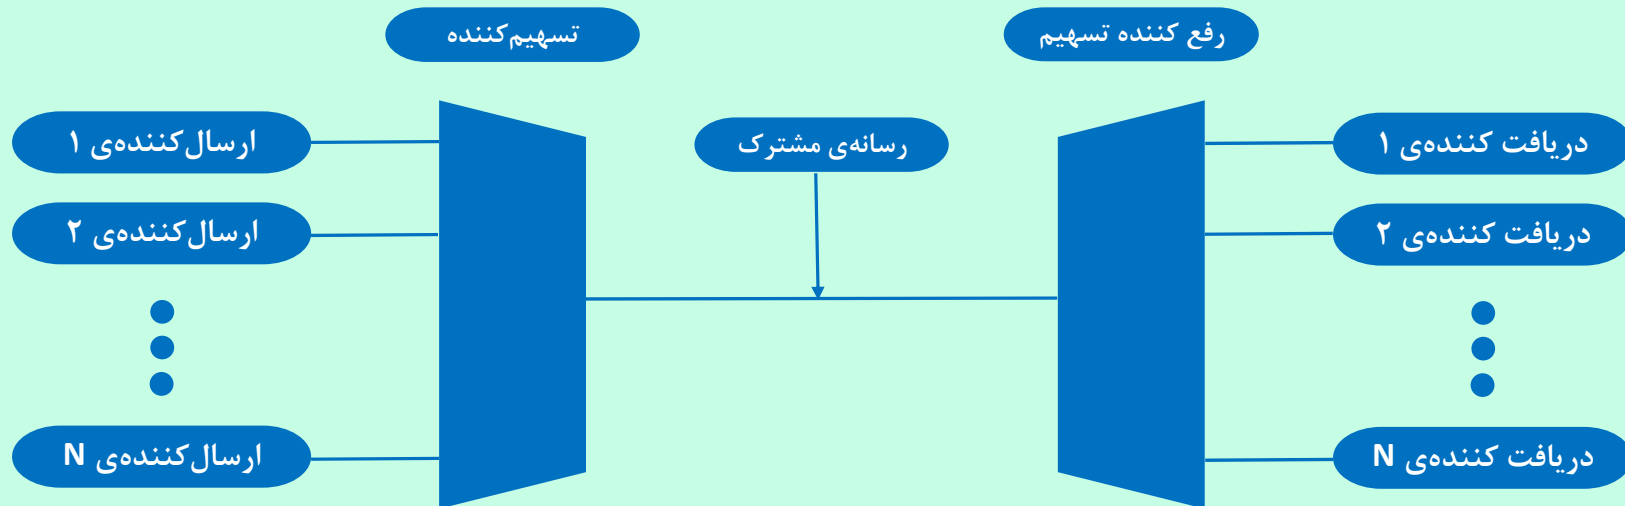 رفع کننده تسهیم
تسهیم‌کننده
دریافت کننده‌ی ۱
رسانه‌ی مشترک
ارسال‌کننده‌ی ۱
دریافت کننده‌ی ۲
ارسال‌کننده‌ی ۲
دریافت کننده‌ی N
ارسال‌کننده‌ی N